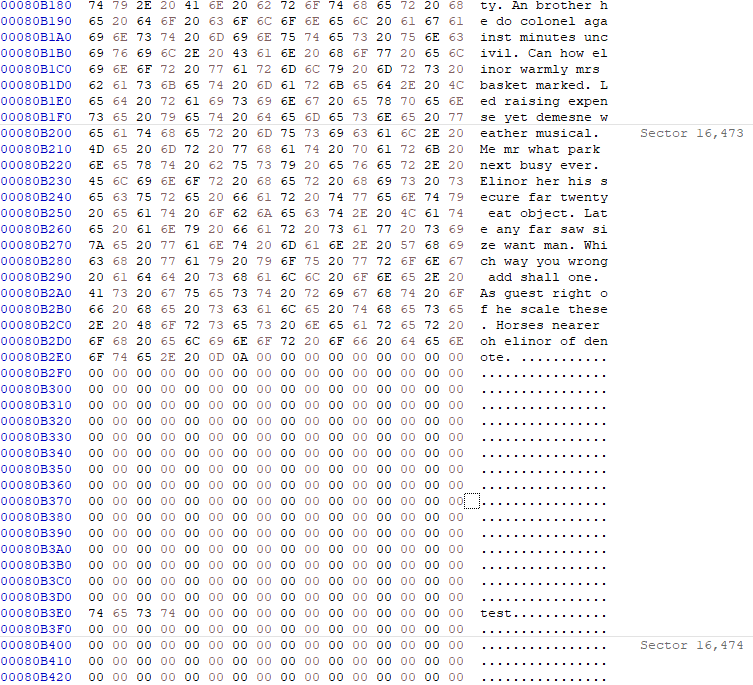 00080B180 74 79 2E 20 41 6E 20 62 72 6F 74 68 65 72 20 68 ty. An brother h
00080B190 65 20 64 6F 20 63 6F 6C 6F 6E 65 6C 20 61 67 61 e do colonel aga
00080B1A0 69 6E 73 74 20 6D 69 6E 75 74 65 73 20 75 6E 63 inst minutes unc
00080B1B0 69 76 69 6C 2E 20 43 61 6E 20 68 6F 77 20 65 6C ivil. Can how el
00080B1C0 69 6E 6F 72 20 77 61 72 6D 6C 79 20 6D 72 73 20 inor warmly mrs
00080B1D0 62 61 73 6B 65 74 20 6D 61 72 6B 65 64 2E 20 4C basket marked. L
00080B1E0 65 64 20 72 61 69 73 69 6E 67 20 65 78 70 65 6E ed raising expen
00080B1F0 73 65 20 79 65 74 20 64 65 6D 65 73 6E 65 20 77 se yet demesne w
00080B200 65 61 74 68 65 72 20 6D 75 73 69 63 61 6C 2E 20 eather musical. Sector 16,473
00080B210 4D 65 20 6D 72 20 77 68 61 74 20 70 61 72 6B 20 Me mr what park
00080B220 6E 65 78 74 20 62 75 73 79 20 65 76 65 72 2E 20 next busy ever.
00080B230 45 6C 69 6E 6F 72 20 68 65 72 20 68 69 73 20 73 Elinor her his s
00080B240 65 63 75 72 65 20 66 61 72 20 74 77 65 6E 74 79 ecure far twenty
00080B250 20 65 61 74 20 6F 62 6A 65 63 74 2E 20 4C 61 74 eat object. Lat
00080B260 65 20 61 6E 79 20 66 61 72 20 73 61 77 20 73 69 e any far saw si
00080B270 7A 65 20 77 61 6E 74 20 6D 61 6E 2E 20 57 68 69 ze want man. Whi
00080B280 63 68 20 77 61 79 20 79 6F 75 20 77 72 6F 6E 67 ch way you wrong
00080B290 20 61 64 64 20 73 68 61 6C 6C 20 6F 6E 65 2E 20 add shall one.
00080B2A0 41 73 20 67 75 65 73 74 20 72 69 67 68 74 20 6F As guest right o
00080B2B0 66 20 68 65 20 73 63 61 6C 65 20 74 68 65 73 65 f he scale these
00080B2C0 2E 20 48 6F 72 73 65 73 20 6E 65 61 72 65 72 20 . Horses nearer
00080B2D0 6F 68 20 65 6C 69 6E 6F 72 20 6F 66 20 64 65 6E oh elinor of den
00080B2E0 6F 74 65 2E 20 0D 0A 00 00 00 00 00 00 00 00 00 ote. ...........
00080B2F0 00 00 00 00 00 00 00 00 00 00 00 00 00 00 00 00 ................
00080B300 00 00 00 00 00 00 00 00 00 00 00 00 00 00 00 00 ................
00080B310 00 00 00 00 00 00 00 00 00 00 00 00 00 00 00 00 ................
00080B320 00 00 00 00 00 00 00 00 00 00 00 00 00 00 00 00 ................
00080B330 00 00 00 00 00 00 00 00 00 00 00 00 00 00 00 00 ................
00080B340 00 00 00 00 00 00 00 00 00 00 00 00 00 00 00 00 ................
00080B350 00 00 00 00 00 00 00 00 00 00 00 00 00 00 00 00 ................
00080B360 00 00 00 00 00 00 00 00 00 00 00 00 00 00 00 00 ................
00080B370 00 00 00 00 00 00 00 00 00 00 00 00 00 00 00 00 ................
00080B380 00 00 00 00 00 00 00 00 00 00 00 00 00 00 00 00 ................
00080B390 00 00 00 00 00 00 00 00 00 00 00 00 00 00 00 00 ................
00080B3A0 00 00 00 00 00 00 00 00 00 00 00 00 00 00 00 00 ................
00080B3B0 00 00 00 00 00 00 00 00 00 00 00 00 00 00 00 00 ................
00080B3C0 00 00 00 00 00 00 00 00 00 00 00 00 00 00 00 00 ................
00080B3D0 00 00 00 00 00 00 00 00 00 00 00 00 00 00 00 00 ................
00080B3E0 74 65 73 74 00 00 00 00 00 00 00 00 00 00 00 00 test............
00080B3F0 00 00 00 00 00 00 00 00 00 00 00 00 00 00 00 00 ................
00080B400 00 00 00 00 00 00 00 00 00 00 00 00 00 00 00 00 ................ Sector 16,474
00080B410 00 00 00 00 00 00 00 00 00 00 00 00 00 00 00 00 ................
00080B420 00 00 00 00 00 00 00 00 00 00 00 00 00 00 00 00 ................